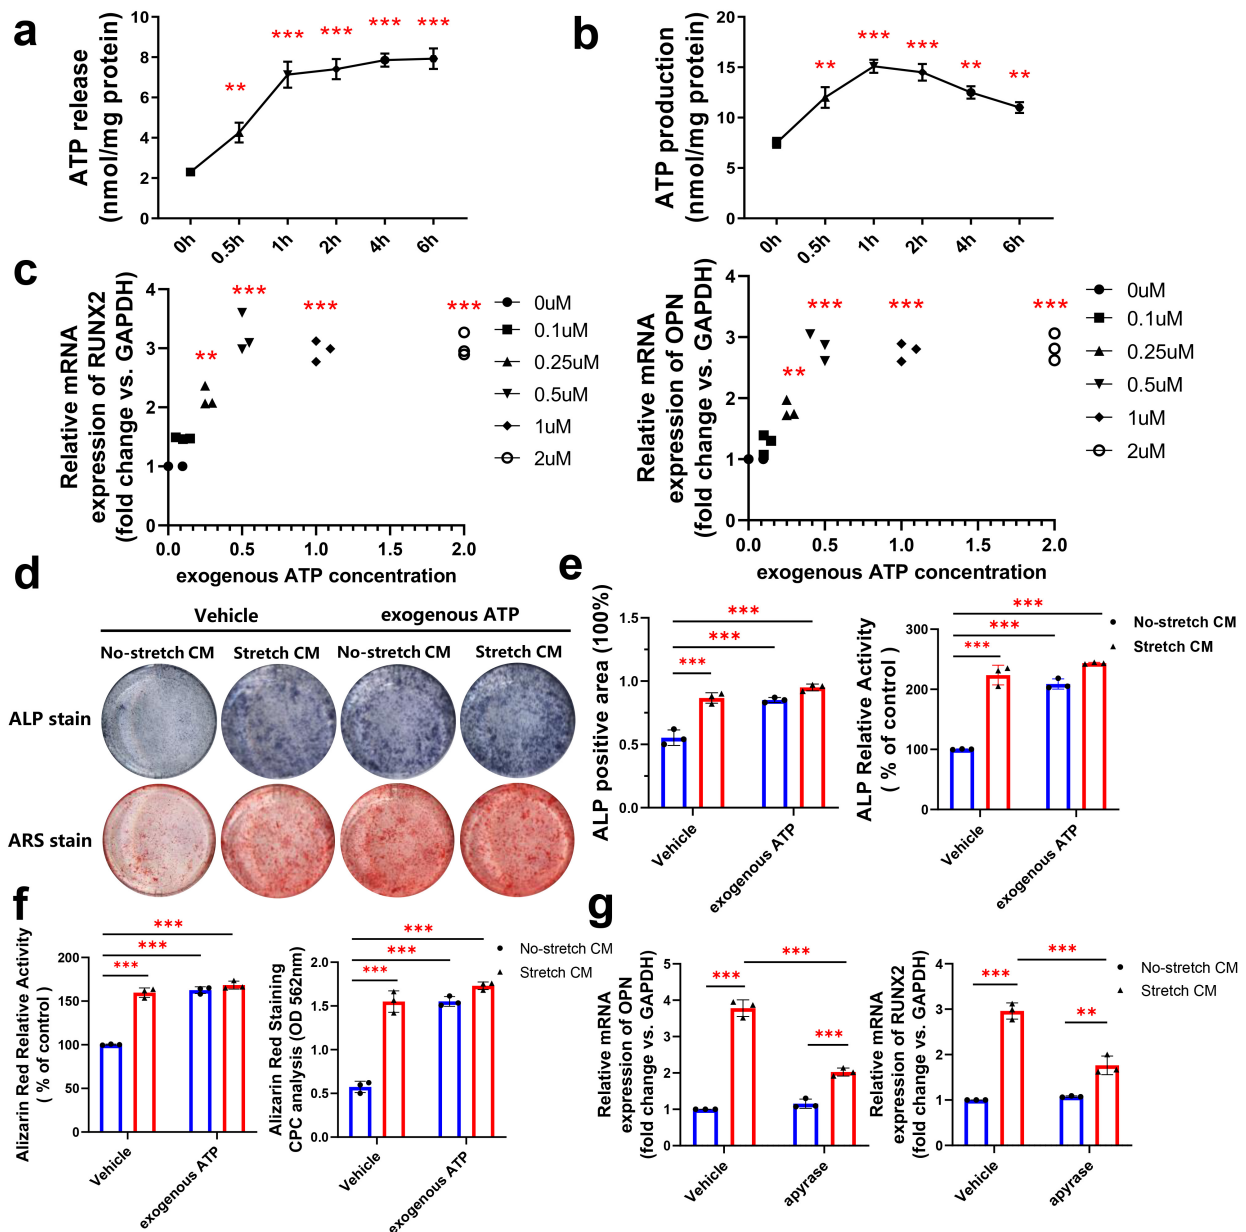 a
ATP release
(nmol/mg protein)
10
8
6
4
2
0
** *** *** *** ***
0h 0.5h 1h 2h 4h 6h
b
ATP production
(nmol/mg protein)
20
15
10
5
0
** *** *** ** **
0h 0.5h 1h 2h 4h 6h
c
Relative mRNA
expression of RUNX2
(fold change vs. GAPDH)
4
3
2
1
0
** *** *** ***
0.0 0.5 1.0 1.5 2.0
exogenous ATP concentration
0uM
0.1uM
0.25uM
0.5uM
1uM
2uM
Relative mRNA
expression of OPN
(fold change vs. GAPDH)
4
3
2
1
0
** *** *** ***
0.0 0.5 1.0 1.5 2.0
exogenous ATP concentration
0uM
0.1uM
0.25uM
0.5uM
1uM
2uM
d
Vehicle exogenous ATP
No-stretch CM Stretch CM No-stretch CM Stretch CM
ALP stain
ARS stain
e
ALP positive area (100%)
1.5
1.0
0.5
0.0
***
***
***
Vehicle exogenous ATP
ALP Relative Activity
( % of control )
300
200
100
0
***
***
***
Vehicle exogenous ATP
No-stretch CM
Stretch CM
f
Alizarin Red Relative Activity
( % of control )
200
150
100
50
0
***
***
***
Vehicle exogenous ATP
Alizarin Red Staining
CPC analysis (OD 562nm)
2.0
1.5
1.0
0.5
0.0
***
***
***
Vehicle exogenous ATP
No-stretch CM
Stretch CM
g
Relative mRNA
expression of OPN
(fold change vs. GAPDH)
5
4
3
2
1
0
***
***
***
Vehicle apyrase
Relative mRNA
expression of RUNX2
(fold change vs. GAPDH)
4
3
2
1
0
***
***
**
Vehicle apyrase
No-stretch CM
Stretch CM